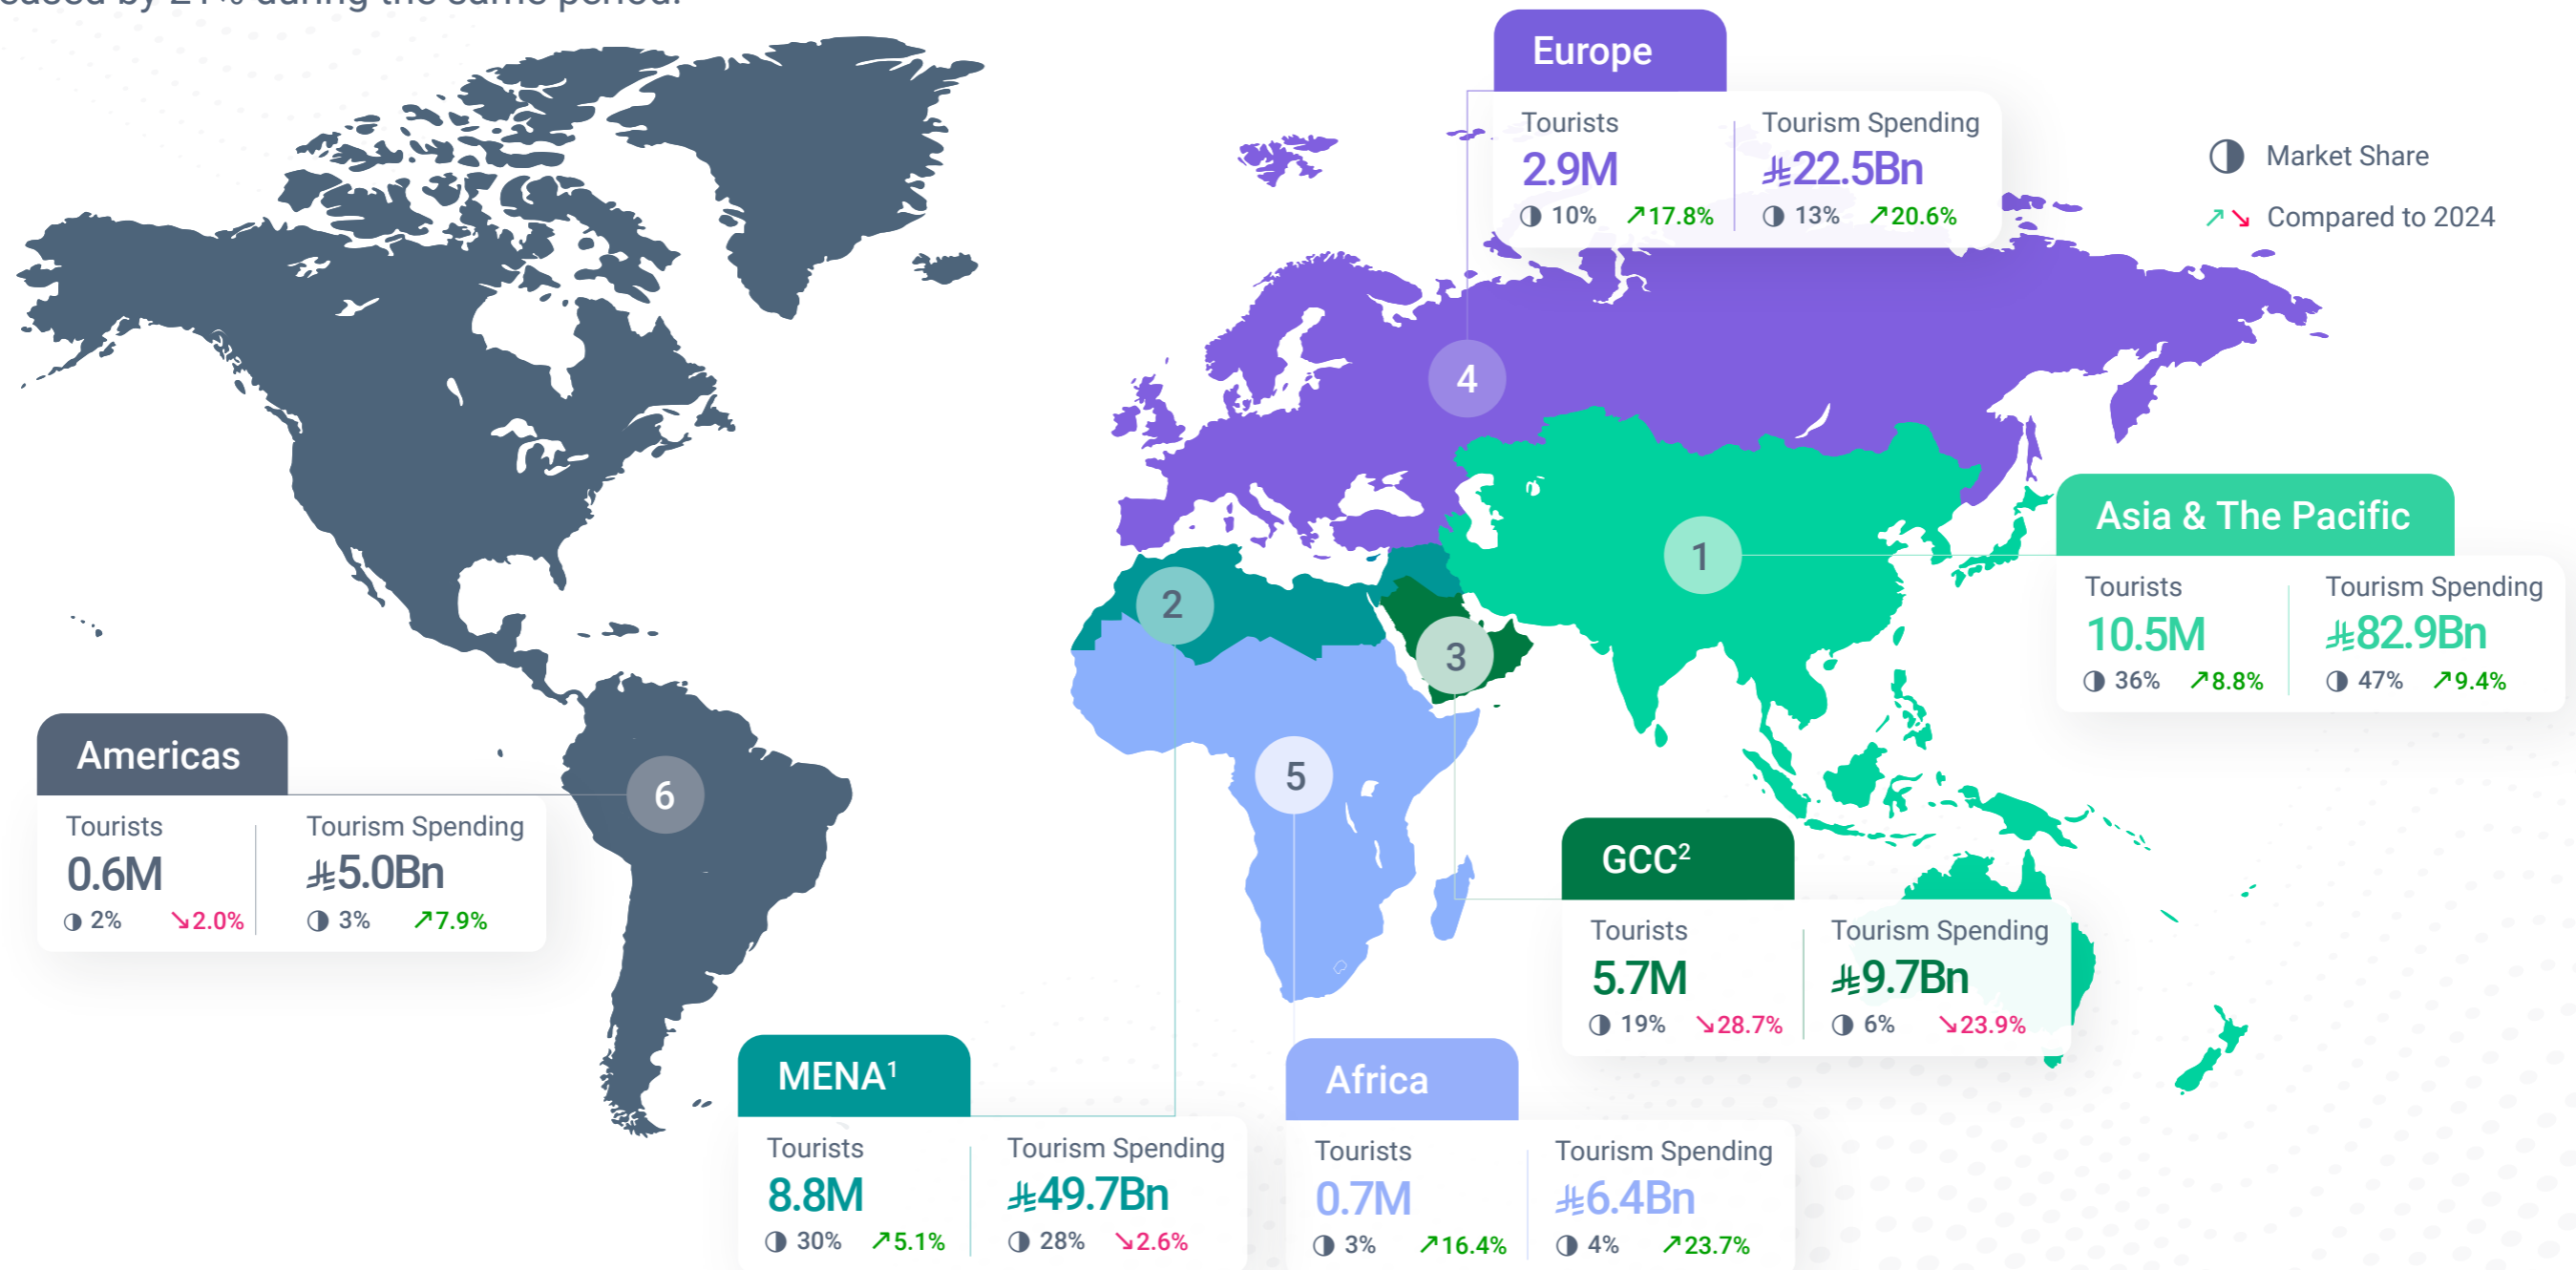 during the same period.
Europe
Tourists
Tourism Spending
2.9M
22.5Bn
10%
↗17.8%
13%
↗20.6%
Market Share
↗↘ Compared to 2024
4
1
Asia & The Pacific
Tourists
Tourism Spending
10.5M
82.9Bn
36%
↗8.8%
47%
↗9.4%
2
3
5
6
Americas
Tourists
Tourism Spending
0.6M
5.0Bn
2%
↘2.0%
3%
↗7.9%
GCC²
Tourists
Tourism Spending
5.7M
9.7Bn
19%
↘28.7%
6%
↘23.9%
MENA¹
Tourists
Tourism Spending
8.8M
49.7Bn
30%
↗5.1%
28%
↘2.6%
Africa
Tourists
Tourism Spending
0.7M
6.4Bn
3%
↗16.4%
4%
↗23.7%